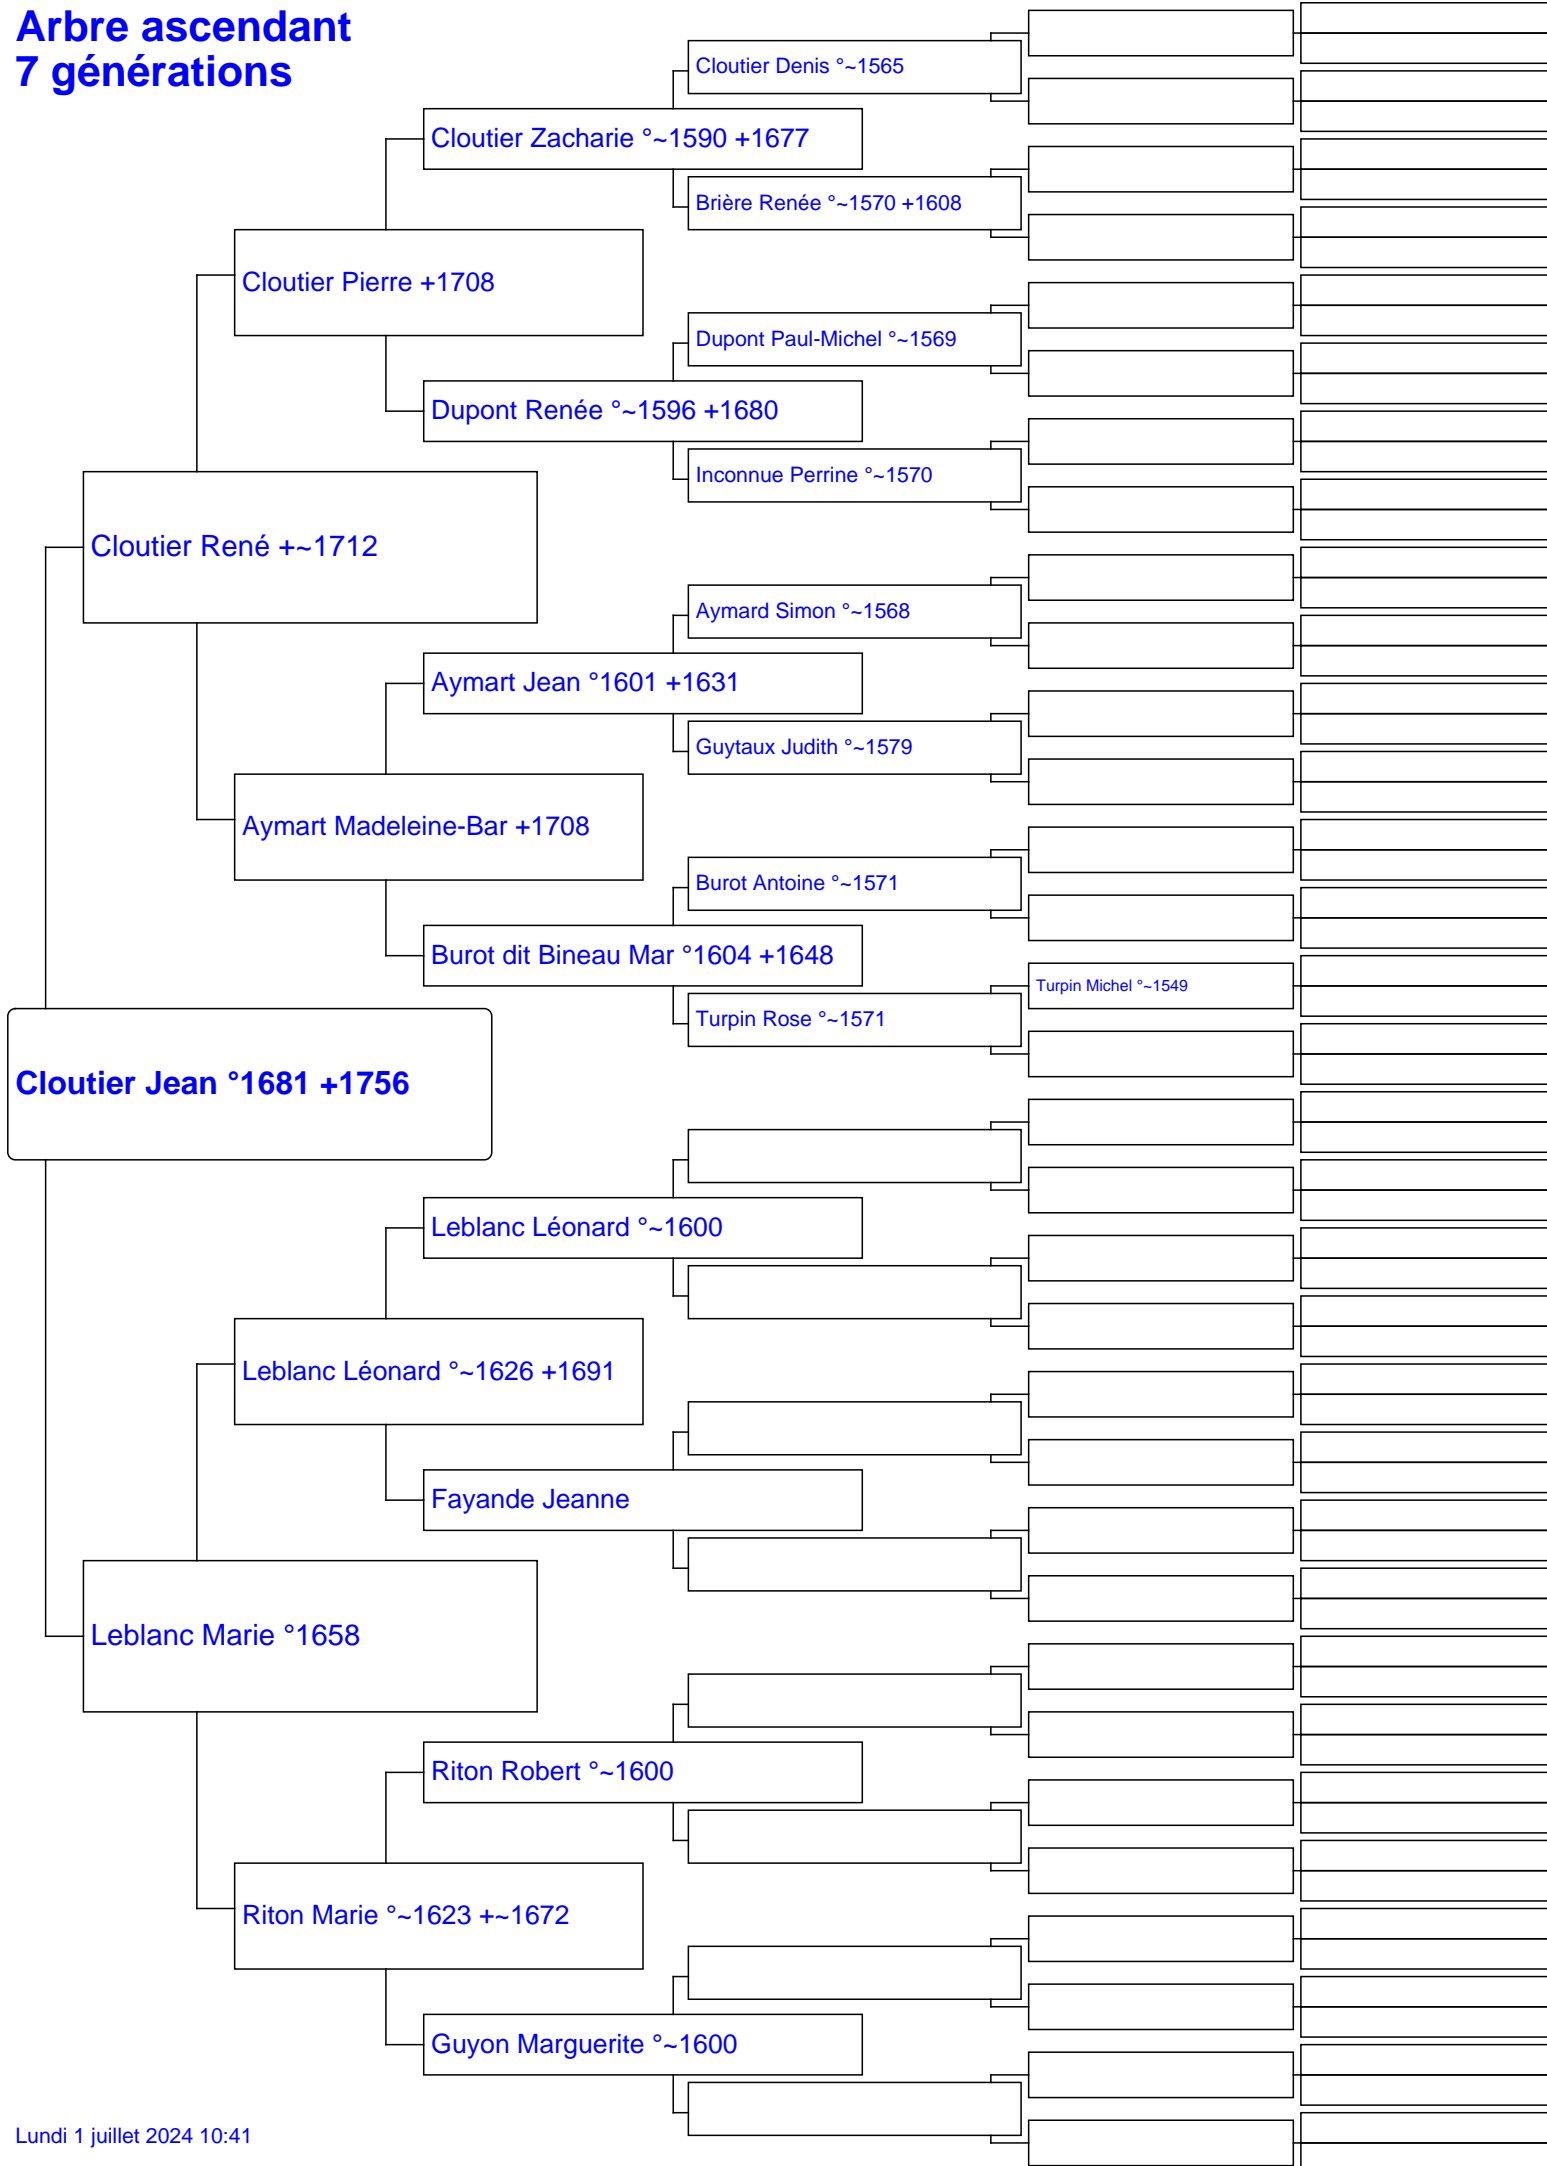 Arbre ascendant
7 générations
Cloutier Denis °~1565
Cloutier Zacharie °~1590 +1677
Brière Renée °~1570 +1608
Cloutier Pierre +1708
Dupont Paul-Michel °~1569
Dupont Renée °~1596 +1680
Inconnue Perrine °~1570
Cloutier René +~1712
Aymard Simon °~1568
Aymart Jean °1601 +1631
Guytaux Judith °~1579
Aymart Madeleine-Bar +1708
Burot Antoine °~1571
Burot dit Bineau Mar °1604 +1648
Turpin Michel °~1549
Turpin Rose °~1571
Cloutier Jean °1681 +1756
Leblanc Léonard °~1600
Leblanc Léonard °~1626 +1691
Fayande Jeanne
Leblanc Marie °1658
Riton Robert °~1600
Riton Marie °~1623 +~1672
Guyon Marguerite °~1600
Lundi 1 juillet 2024 10:41